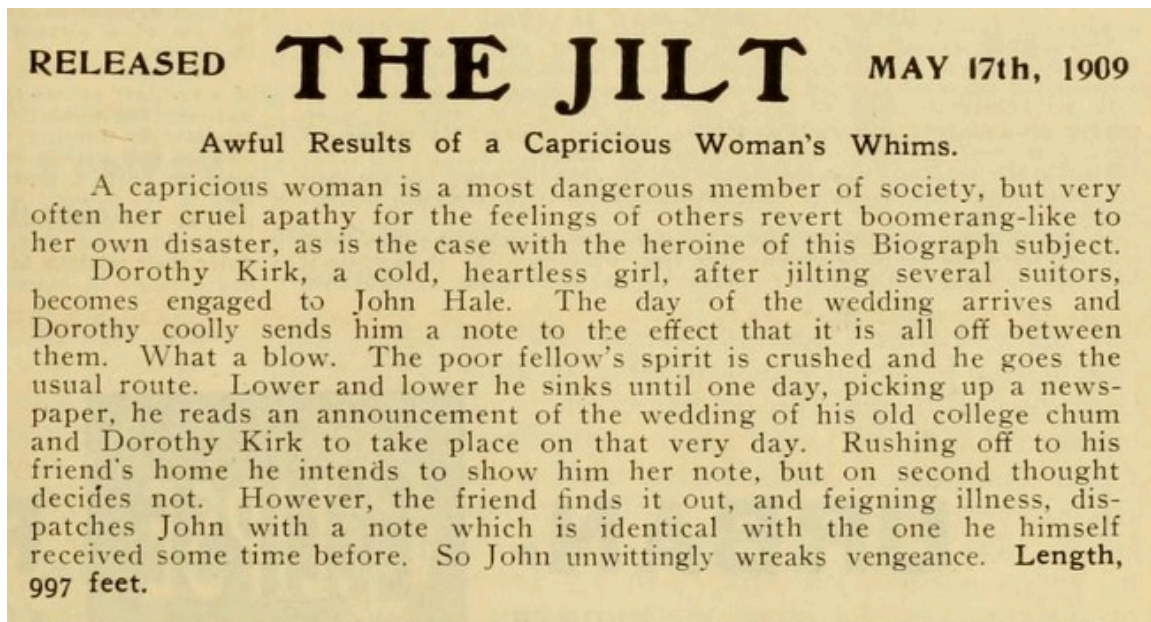 RELEASED THE JILT MAY 17th, 1909
Awful Results of a Capricious Woman's Whims.
A capricious woman is a most dangerous member of society, but very
often her cruel apathy for the feelings of others revert boomerang-like to
her own disaster, as is the case with the heroine of this Biograph subject.
Dorothy Kirk, a cold, heartless girl, after jilting several suitors,
becomes engaged to John Hale. The day of the wedding arrives and
Dorothy coolly sends him a note to the effect that it is all off between
them. What a blow. The poor fellow's spirit is crushed and he goes the
usual route. Lower and lower he sinks until one day, picking up a news-
paper, he reads an announcement of the wedding of his old college chum
and Dorothy Kirk to take place on that very day. Rushing off to his
friend's home he intends to show him her note, but on second thought
decides not. However, the friend finds it out, and feigning illness, dis-
patches John with a note which is identical with the one he himself
received some time before. So John unwittingly wreaks vengeance. Length,
997 feet.